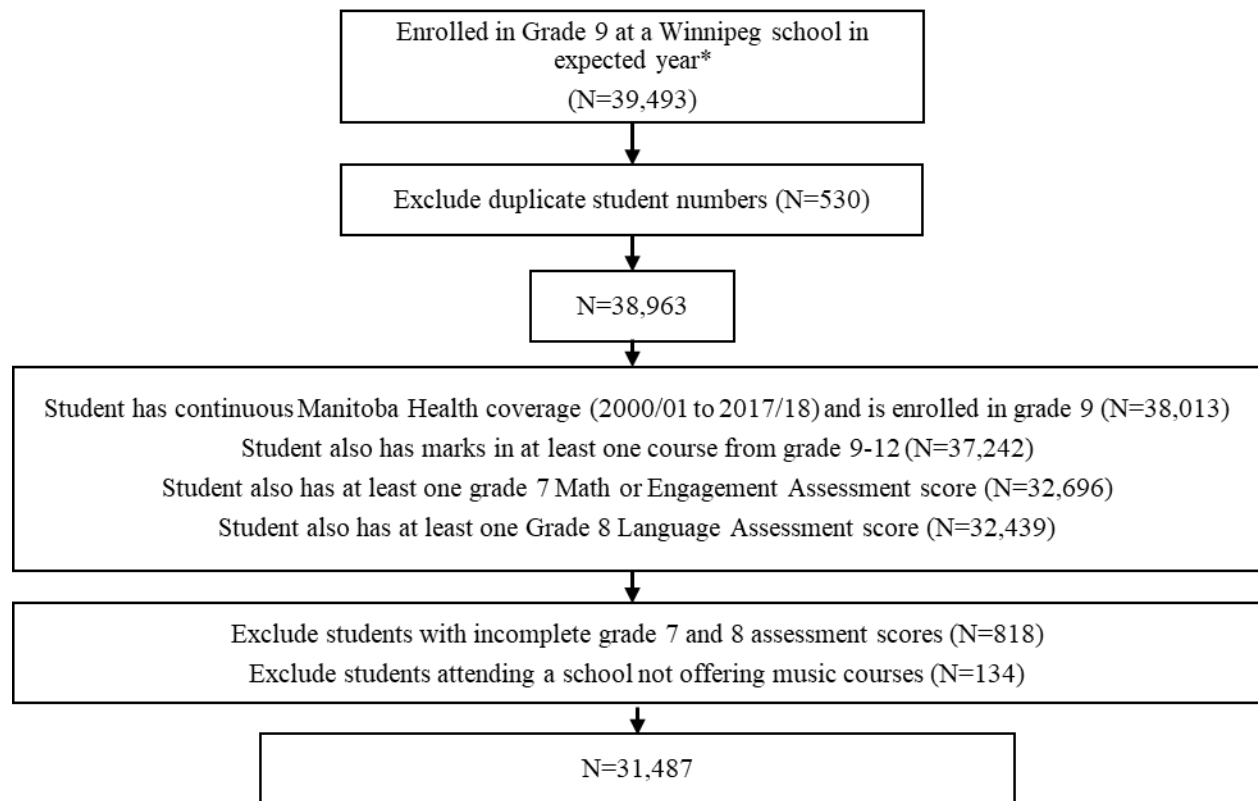 Enrolled in Grade 9 at a Winnipeg school in
expected year*
(N=39,493)
Exclude duplicate student numbers (N=530)
N=38,963
Student has continuous Manitoba Health coverage (2000/01 to 2017/18) and is enrolled in grade 9 (N=38,013)
Student also has marks in at least one course from grade 9-12 (N=37,242)
Student also has at least one grade 7 Math or Engagement Assessment score (N=32,696)
Student also has at least one Grade 8 Language Assessment score (N=32,439)
Exclude students with incomplete grade 7 and 8 assessment scores (N=818)
Exclude students attending a school not offering music courses (N=134)
N=31,487